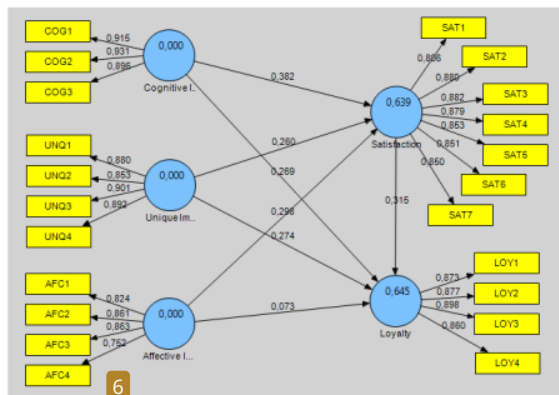 COG1
COG2
COG3
0,915
0,931
0,896
0,000
Cognitive I...
UNQ1
UNQ2
UNQ3
UNQ4
0,880
0,853
0,901
0,892
0,000
Unique Im...
AFC1
AFC2
AFC3
AFC4
0,824
0,861
0,863
0,752
0,000
Affective I...
0,382
0,260
0,289
0,296
0,274
0,073
0,315
0,639
Satisfaction
0,806
0,880
0,882
0,879
0,853
0,851
0,850
SAT1
SAT2
SAT3
SAT4
SAT5
SAT6
SAT7
0,645
Loyalty
0,873
0,877
0,898
0,860
LOY1
LOY2
LOY3
LOY4
6